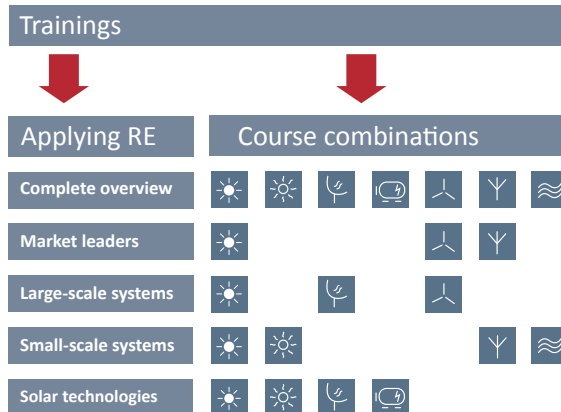 Trainings
Applying RE
Course combinations
Complete overview
Market leaders
Large-scale systems
Small-scale systems
Solar technologies